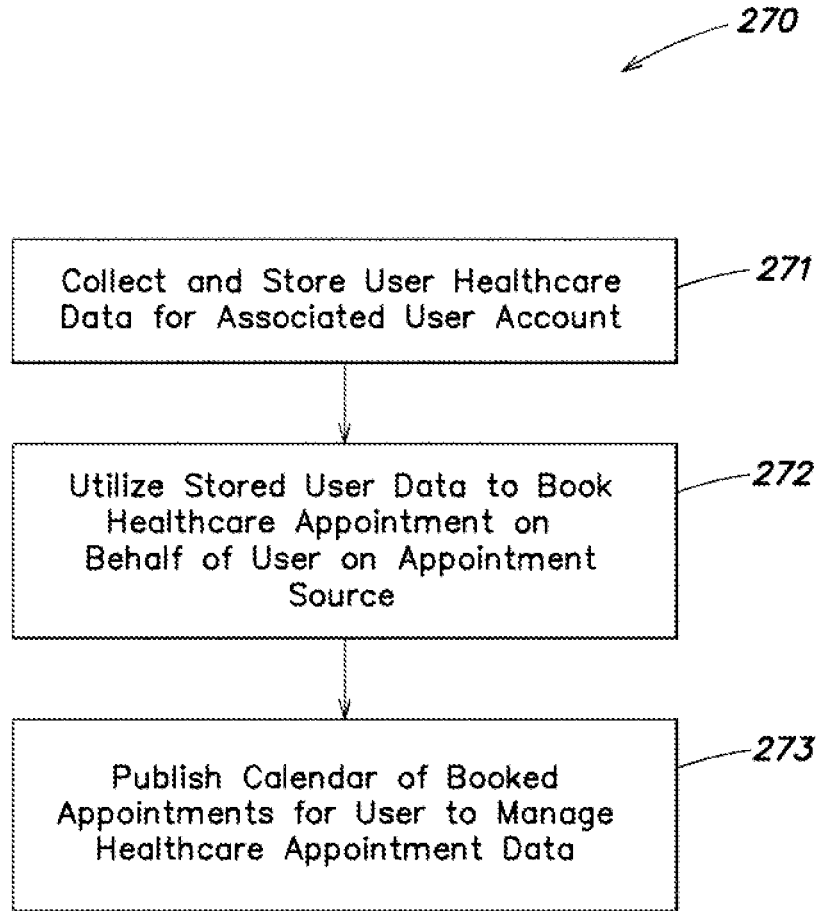 270
Collect and Store User Healthcare
Data for Associated User Account
271
Utilize Stored User Data to Book
Healthcare Appointment on
Behalf of User on Appointment
Source
272
Publish Calendar of Booked
Appointments for User to Manage
Healthcare Appointment Data
273